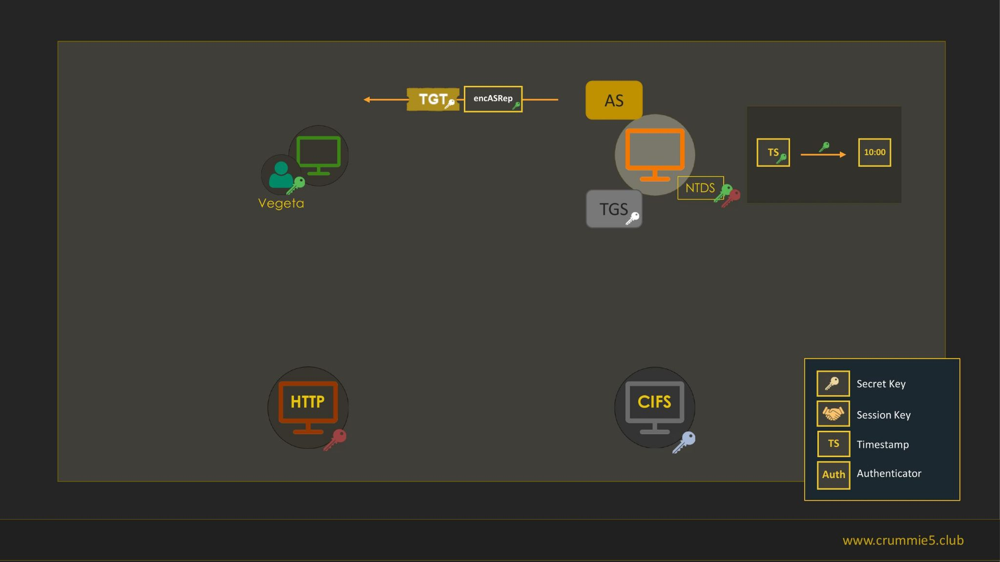 TGT
encASRep
AS
TS
10:00
NTDS
Vegeta
TGS
HTTP
CIFS
Secret Key
Session Key
TS
Timestamp
Auth
Authenticator
www.crummie5.club